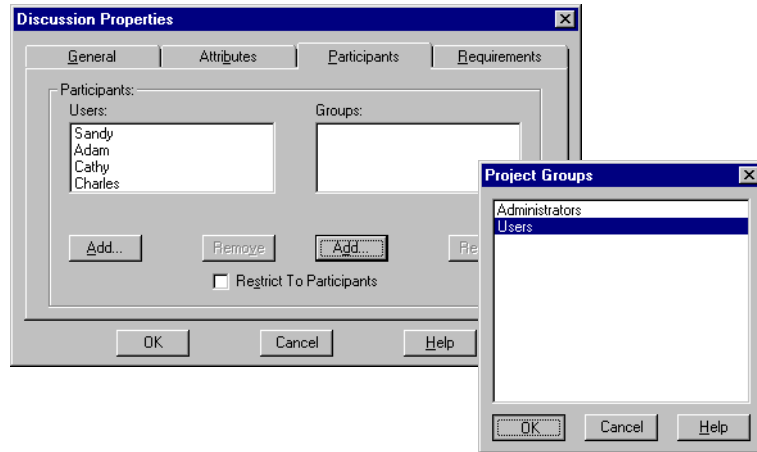 Discussion Properties
General Attributes Participants Requirements
Participants:
Users: Groups:
Sandy
Adam
Cathy
Charles
Add... Remove Add... Re
Restrict To Participants
OK Cancel Help
Project Groups
Administrators
Users
OK Cancel Help